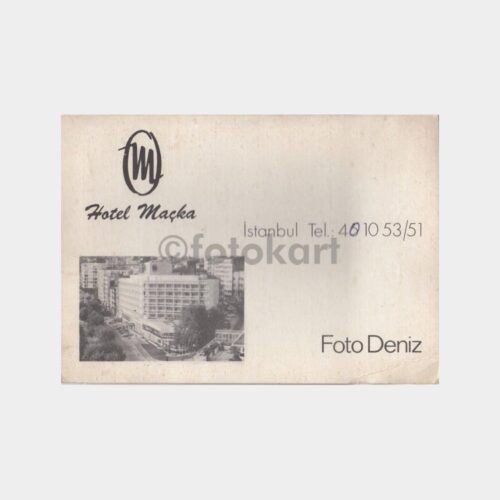 M
Hotel Maçka
İstanbul Tel.: 40 10 53/51
©fotokart
Foto Deniz